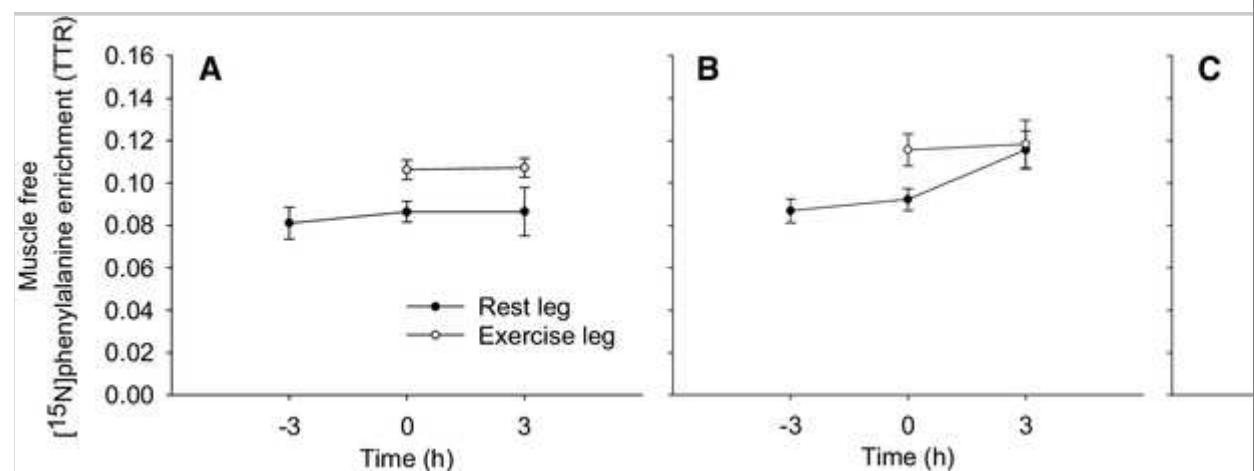 Muscle free
[15N]phenylalanine enrichment (TTR)
0.16
0.14
0.12
0.10
0.08
0.06
0.04
0.02
0.00
A
Rest leg
Exercise leg
-3 0 3
Time (h)
B
-3 0 3
Time (h)
C